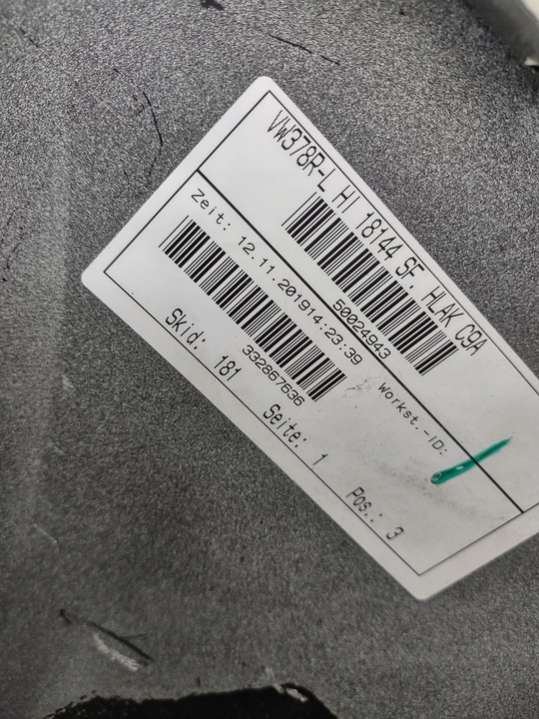 VW378R-L HI 18144 SF. HLAK C9A
50024943
Zeit: 12.11.201914:23:39
332867636
Workst.-ID:
Skid: 181 Seite: 1 Pos.: 3